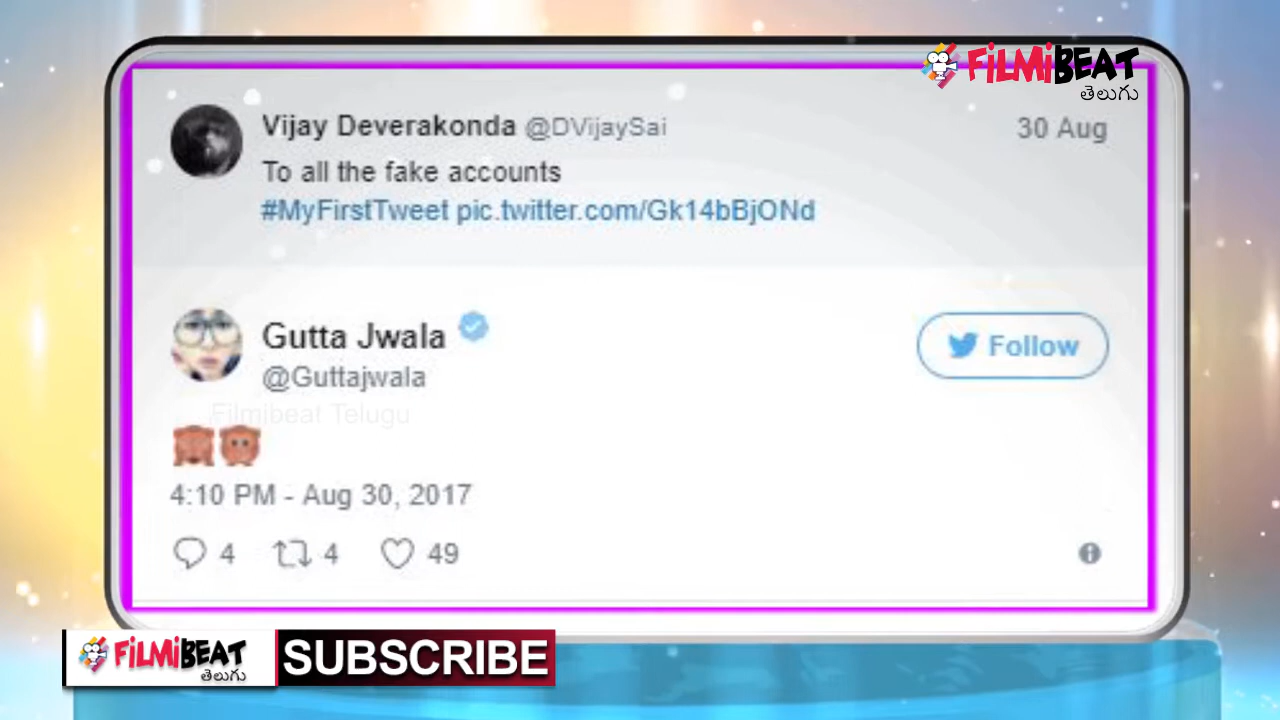 FILMIBEAT
తెలుగు
Vijay Deverakonda @DVijaySai 30 Aug
To all the fake accounts
#MyFirstTweet pic.twitter.com/Gk14bBjONd
Gutta Jwala
@Guttajwala
Follow
Filmibeat Telugu
4:10 PM - Aug 30, 2017
4 4 49
FILMIBEAT
తెలుగు
SUBSCRIBE